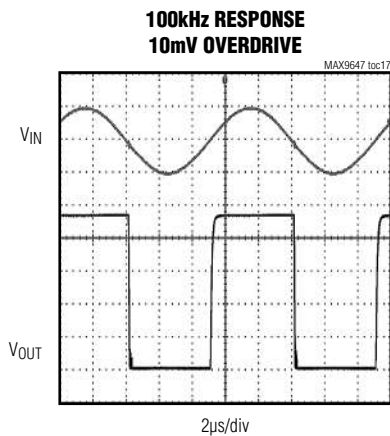 100kHz RESPONSE
10mV OVERDRIVE
MAX9647 toc17
VIN
VOUT
2µs/div